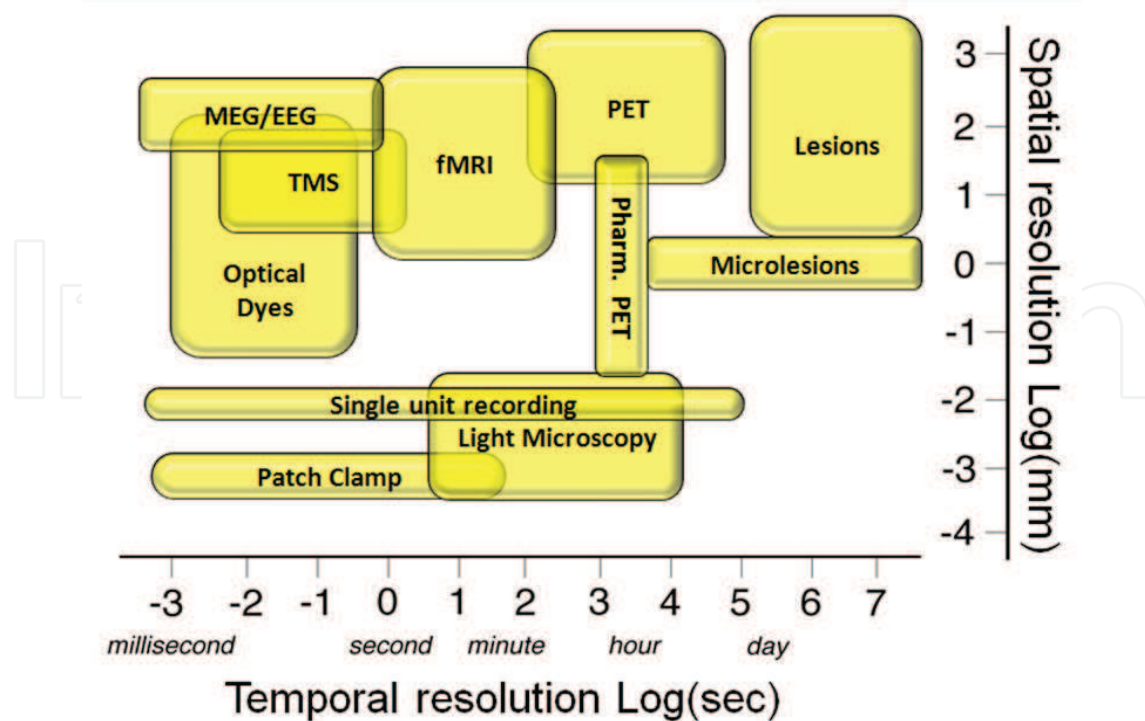 MEG/EEG
TMS
Optical
Dyes
fMRI
PET
Pharm. PET
Lesions
Microlesions
Single unit recording
Light Microscopy
Patch Clamp
3
2
1
0
-1
-2
-3
-4
Spatial resolution Log(mm)
-3 -2 -1 0 1 2 3 4 5 6 7
millisecond second minute hour day
Temporal resolution Log(sec)